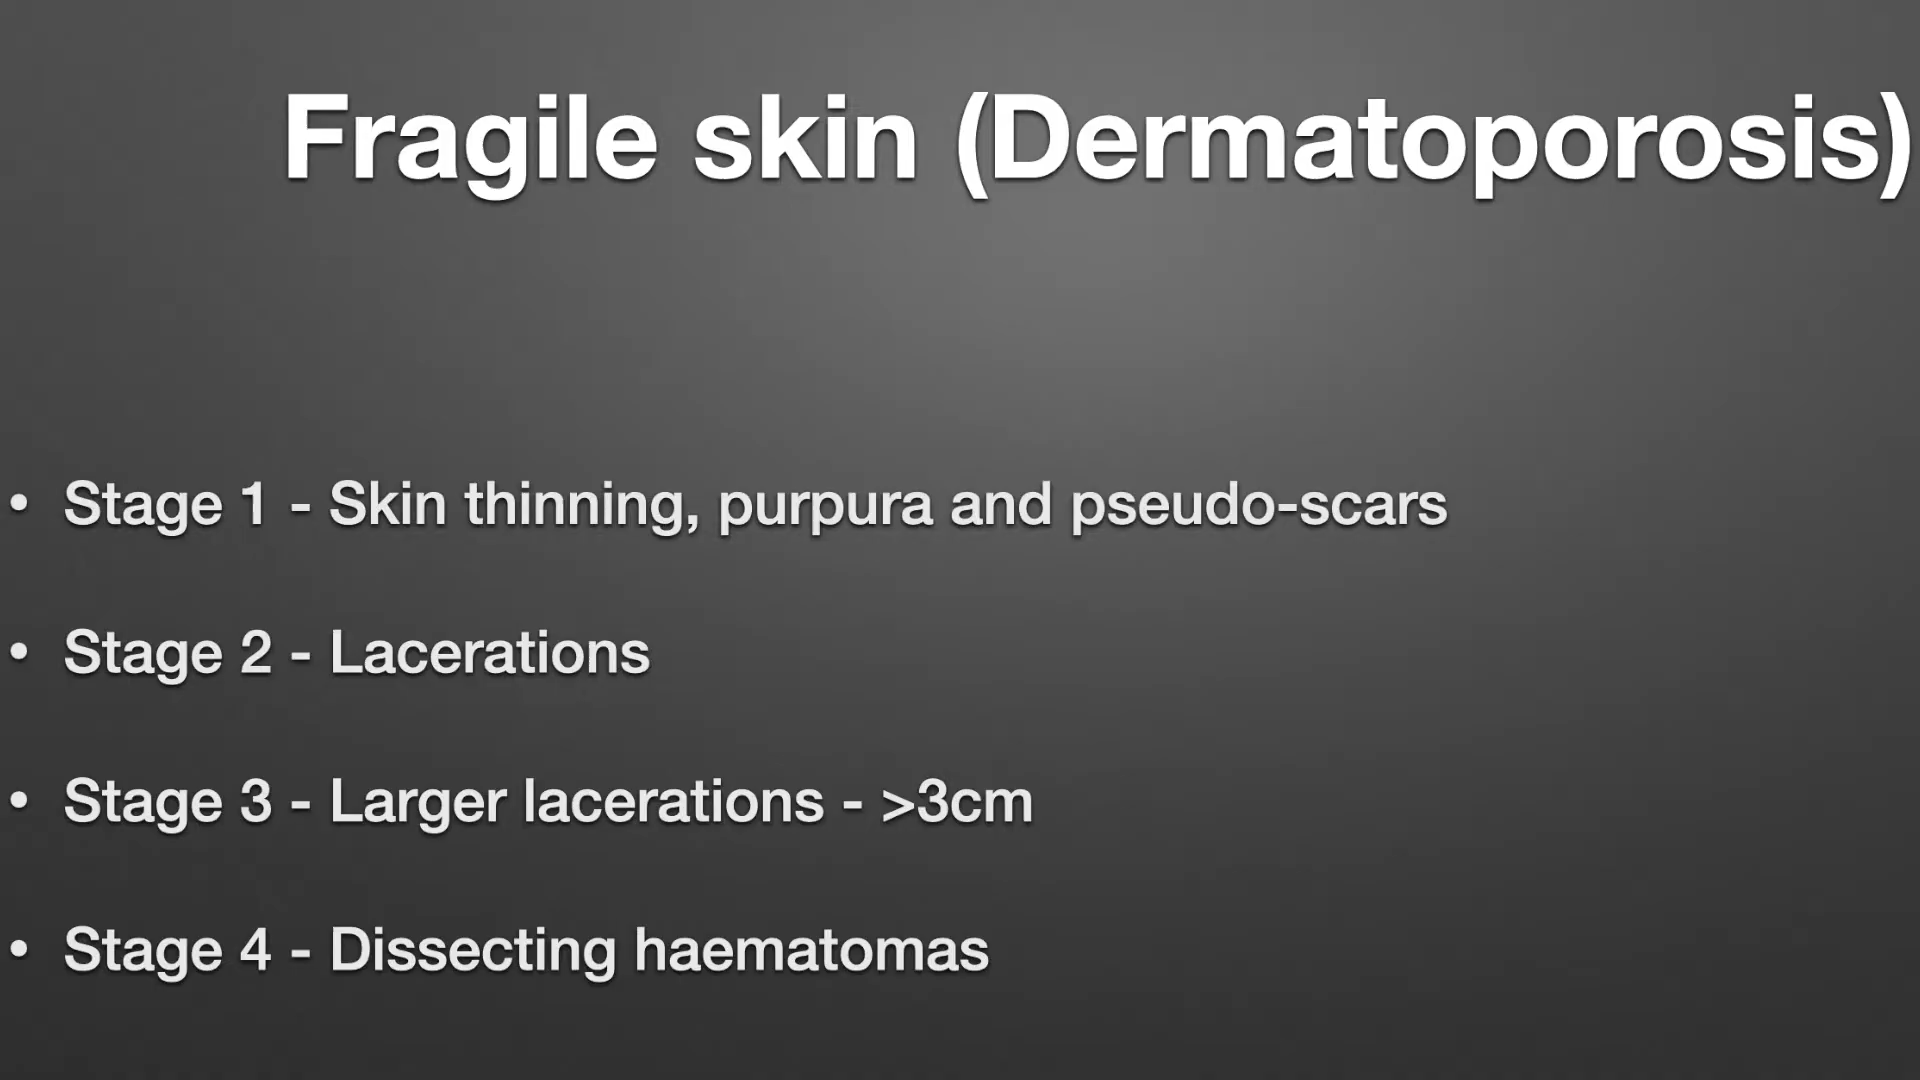 Fragile skin (Dermatoporosis)
• Stage 1 - Skin thinning, purpura and pseudo-scars
• Stage 2 - Lacerations
• Stage 3 - Larger lacerations - >3cm
• Stage 4 - Dissecting haematomas